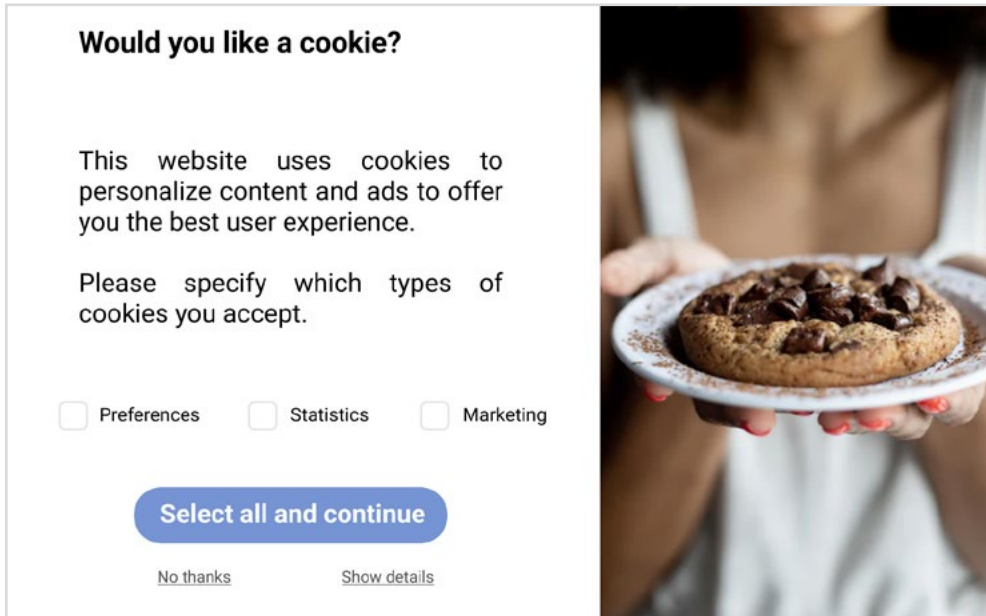 Would you like a cookie?
This website uses cookies to
personalize content and ads to offer
you the best user experience.
Please specify which types of
cookies you accept.
Preferences Statistics Marketing
Select all and continue
No thanks Show details